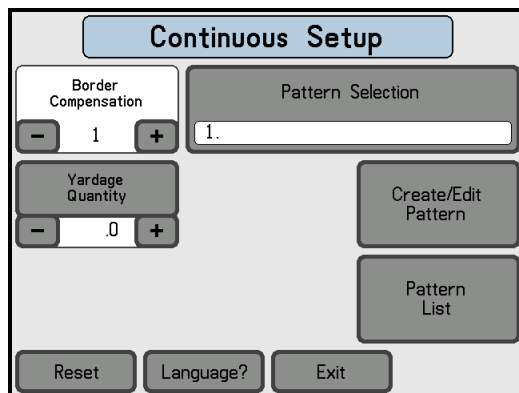 Continuous Setup
Border
Compensation
- 1 +
Pattern Selection
1.
Yardage
Quantity
- .0 +
Create/Edit
Pattern
Pattern
List
Reset
Language?
Exit